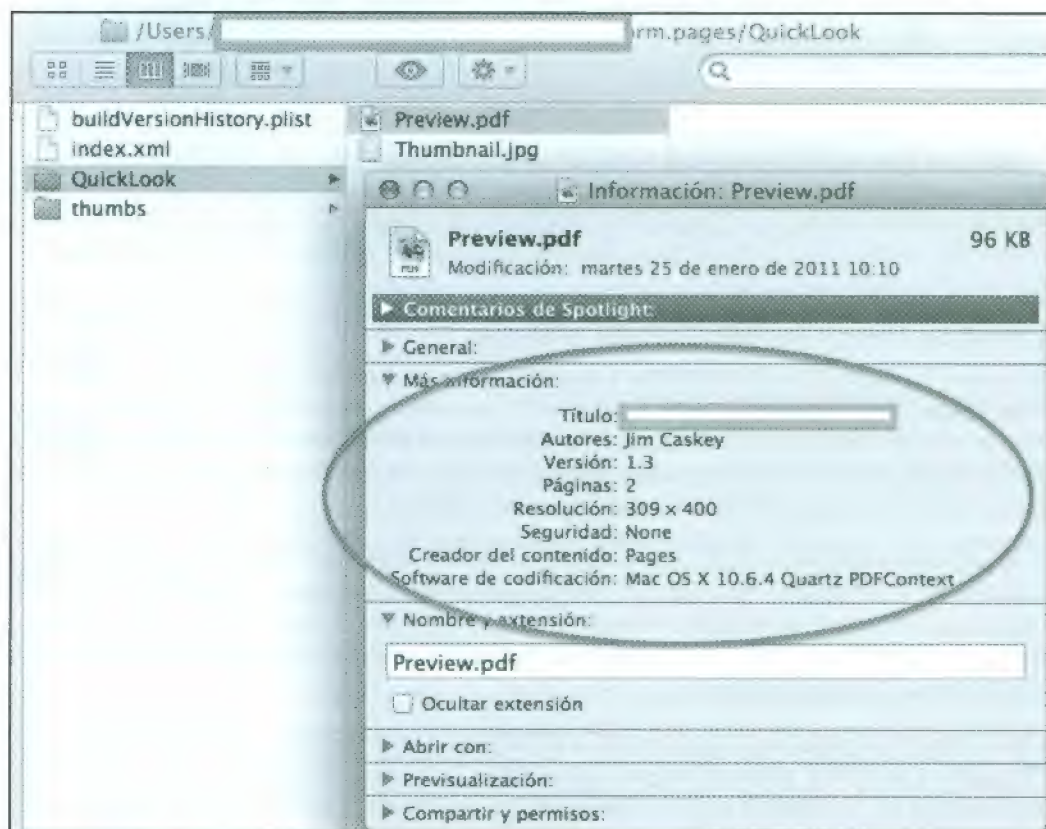 /Users/ rm.pages/QuickLook
buildVersionHistory.plist
index.xml
QuickLook
thumbs
Preview.pdf
Thumbnail.jpg
Información: Preview.pdf
Preview.pdf 96 KB
Modificación: martes 25 de enero de 2011 10:10
Comentarios de Spotlight:
General:
Más información:
Título:
Autores: Jim Caskey
Versión: 1.3
Páginas: 2
Resolución: 309 x 400
Seguridad: None
Creador del contenido: Pages
Software de codificación: Mac OS X 10.6.4 Quartz PDFContext
Nombre y extensión:
Preview.pdf
Ocultar extensión
Abrir con:
Previsualización:
Compartir y permisos: